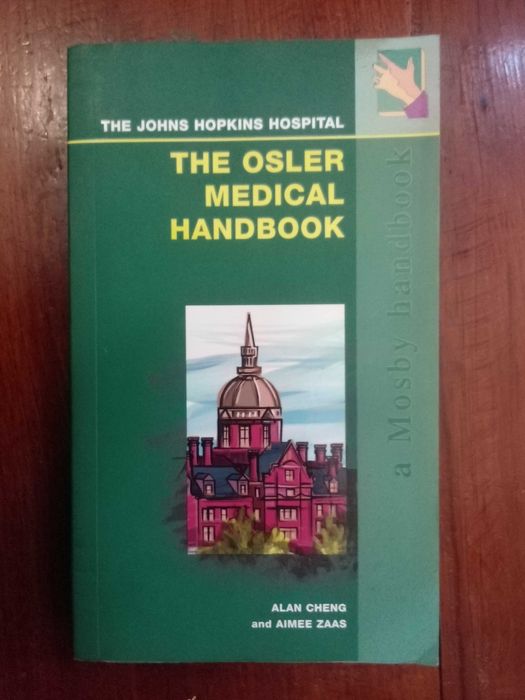 THE JOHNS HOPKINS HOSPITAL
THE OSLER
MEDICAL
HANDBOOK
a Mosby handbook
ALAN CHENG
and AIMEE ZAAS